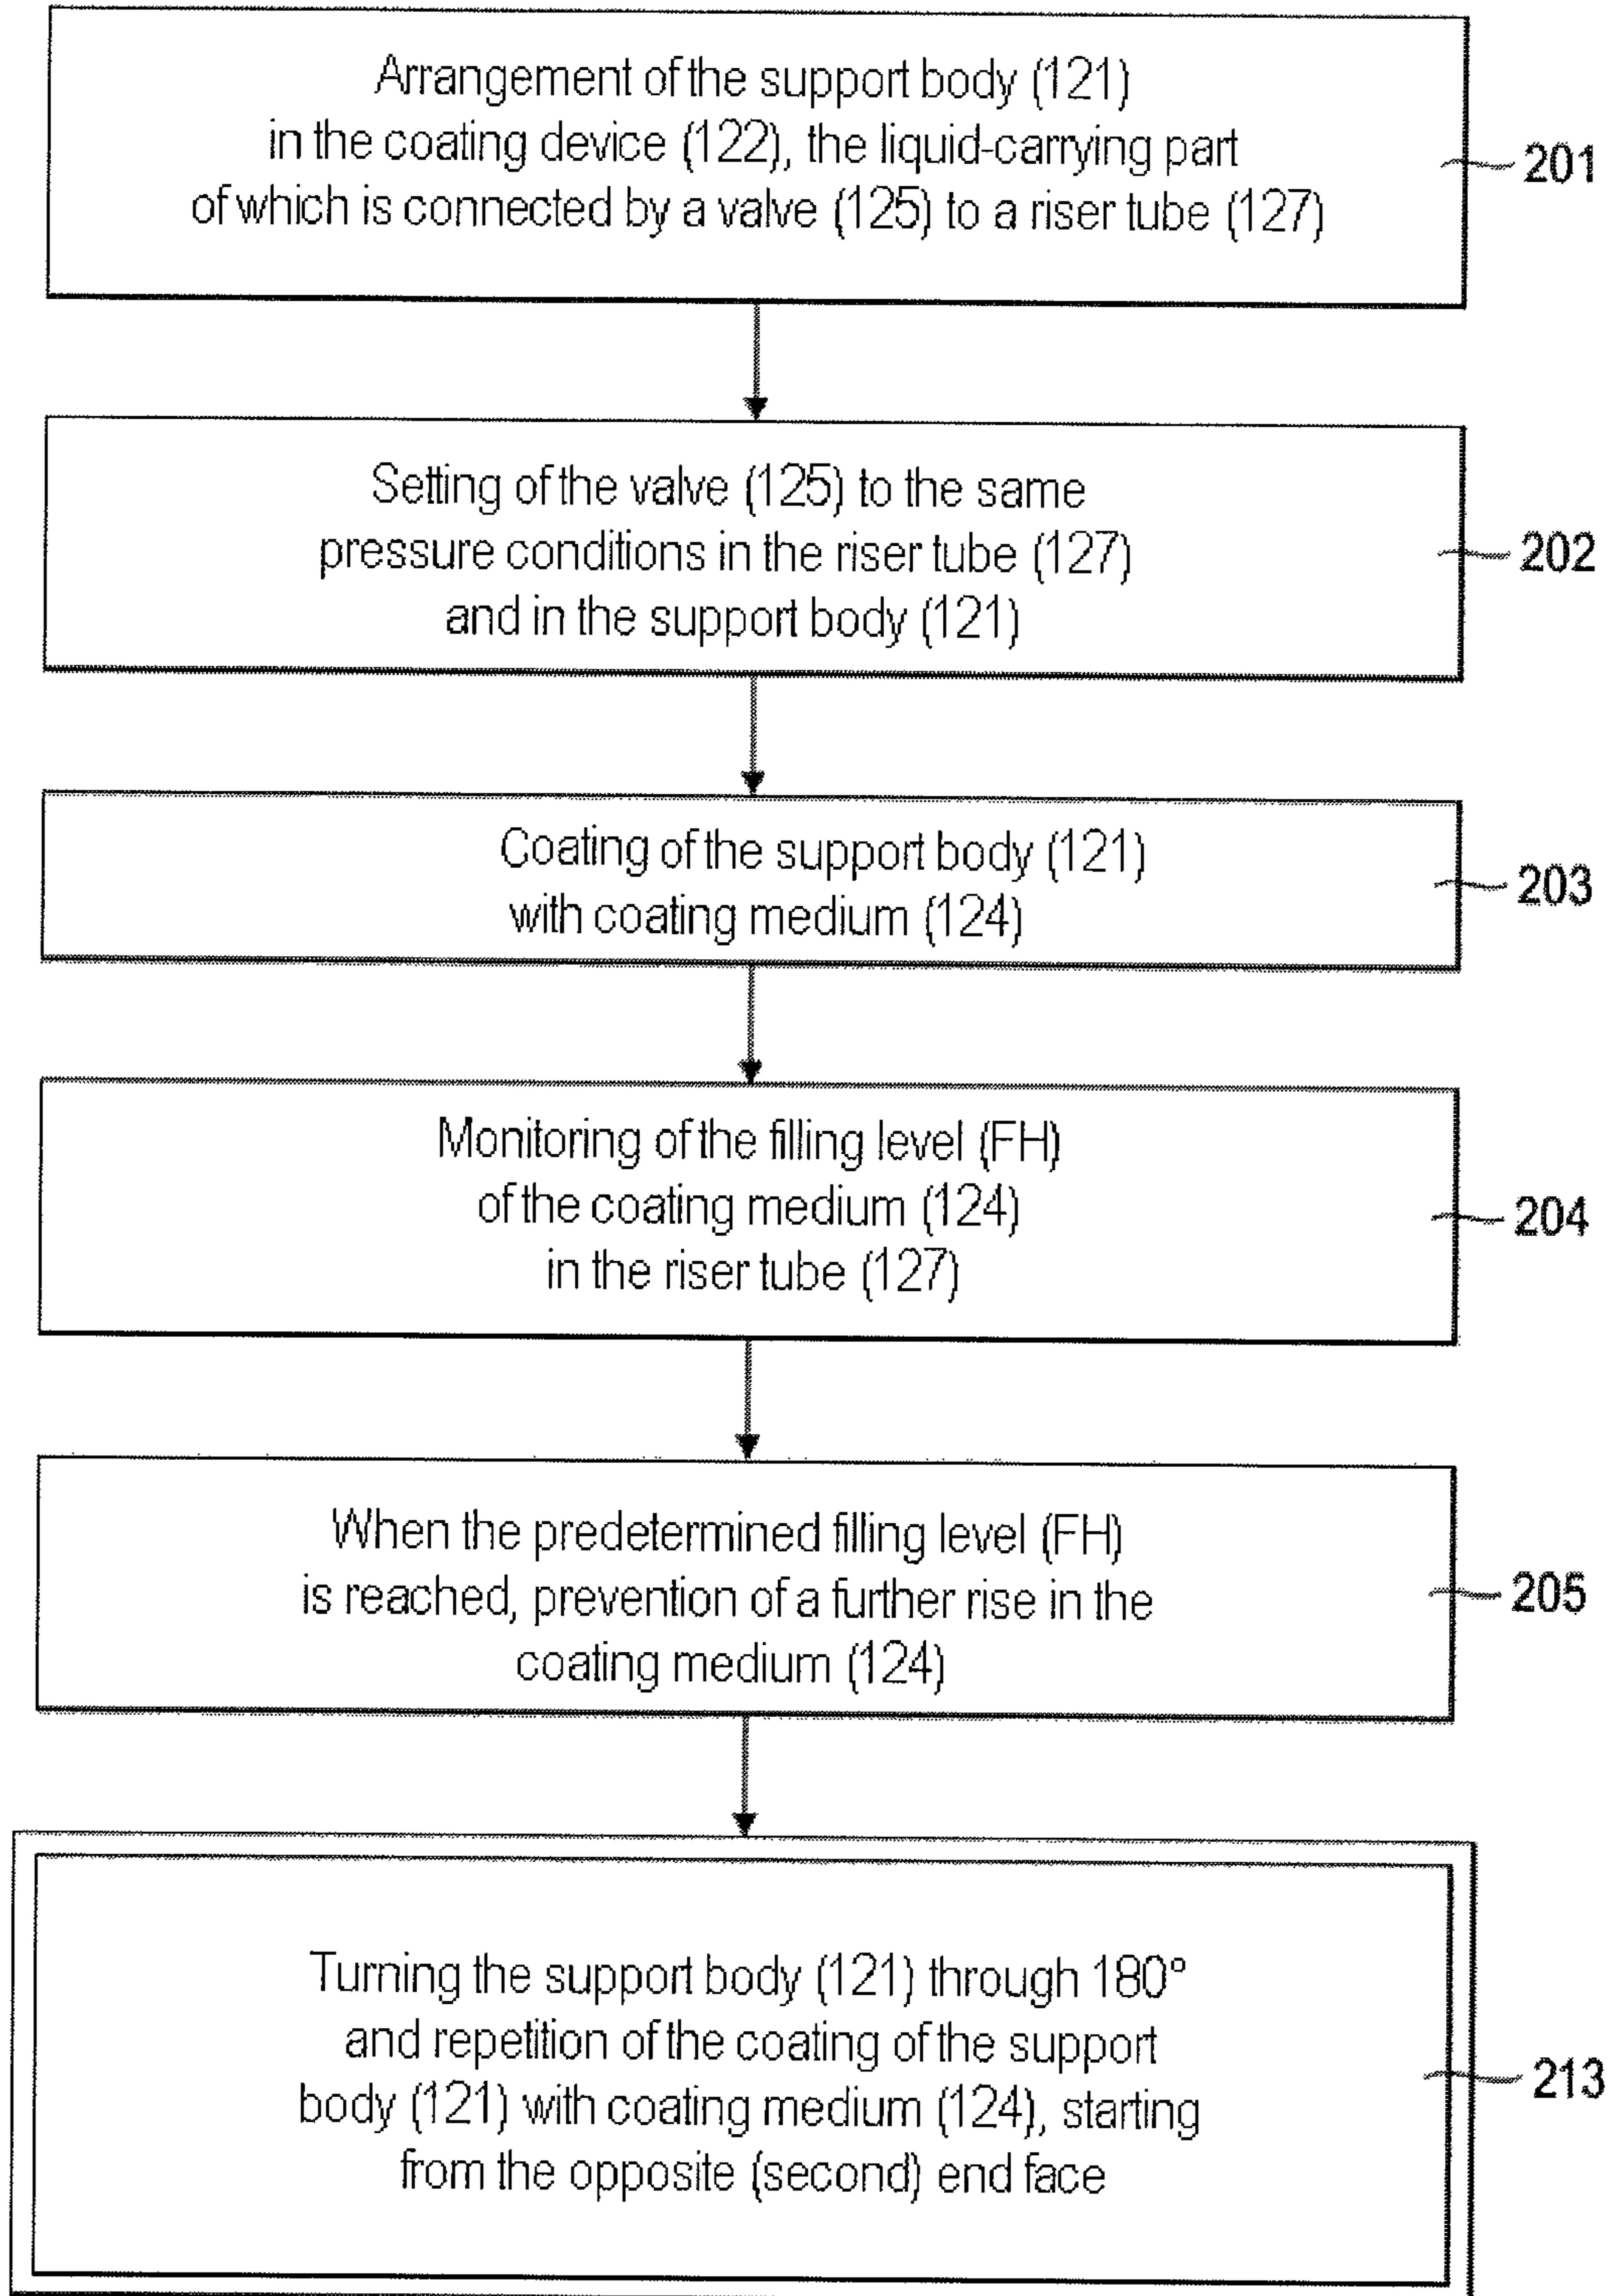 Arrangement of the support body (121)
in the coating device (122), the liquid-carrying part
of which is connected by a valve (125) to a riser tube (127)
201
Setting of the valve (125) to the same
pressure conditions in the riser tube (127)
and in the support body (121)
202
Coating of the support body (121)
with coating medium (124)
203
Monitoring of the filling level (FH)
of the coating medium (124)
in the riser tube (127)
204
When the predetermined filling level (FH)
is reached, prevention of a further rise in the
coating medium (124)
205
Turning the support body (121) through 180°
and repetition of the coating of the support
body (121) with coating medium (124), starting
from the opposite (second) end face
213